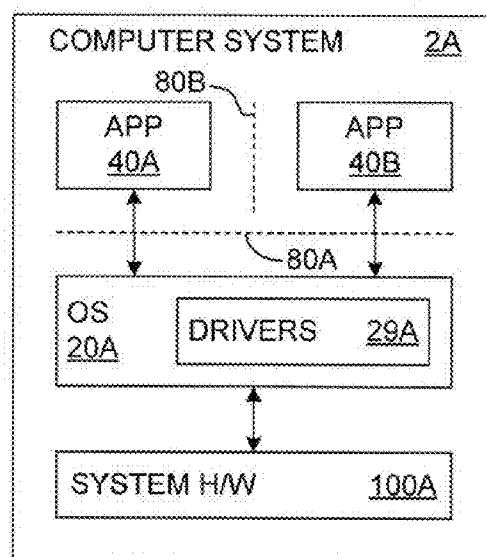 COMPUTER SYSTEM 2A
80B
APP 40A
APP 40B
80A
OS 20A
DRIVERS 29A
SYSTEM H/W 100A